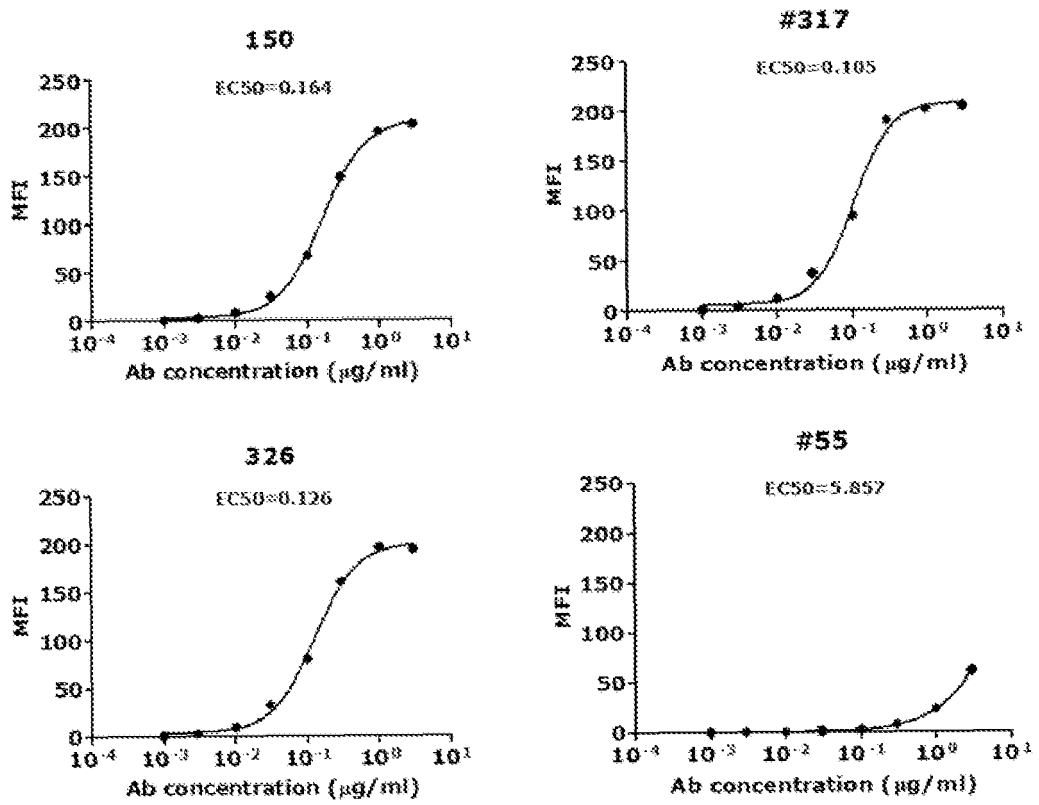 150
EC50=0.164
250
200
150
100
50
0
MFI
10⁻⁴ 10⁻³ 10⁻² 10⁻¹ 10⁰ 10¹
Ab concentration (µg/ml)
#317
EC50=0.105
250
200
150
100
50
0
MFI
10⁻⁴ 10⁻³ 10⁻² 10⁻¹ 10⁰ 10¹
Ab concentration (µg/ml)
326
EC50=0.126
250
200
150
100
50
0
MFI
10⁻⁴ 10⁻³ 10⁻² 10⁻¹ 10⁰ 10¹
Ab concentration (µg/ml)
#55
EC50=5.857
250
200
150
100
50
0
MFI
10⁻⁴ 10⁻³ 10⁻² 10⁻¹ 10⁰ 10¹
Ab concentration (µg/ml)